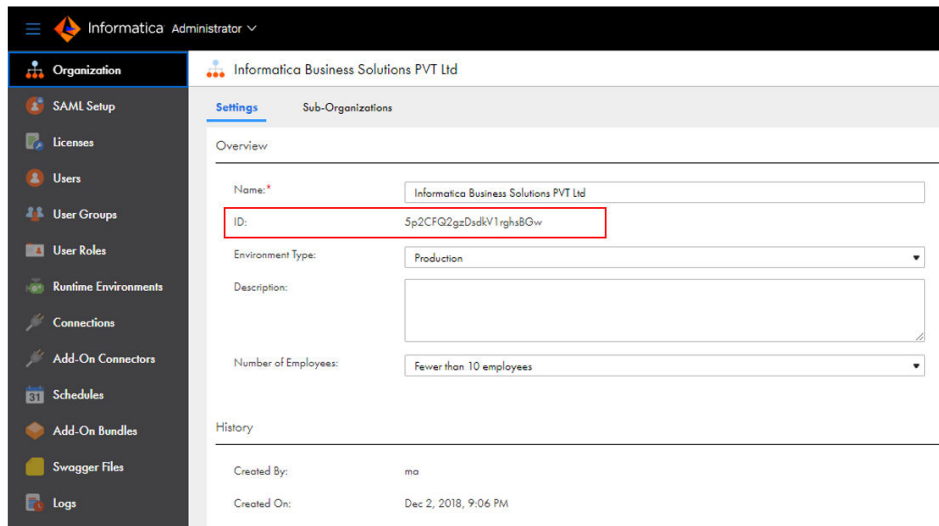 Informatica Administrator
Organization
Informatica Business Solutions PVT Ltd
SAML Setup
Settings Sub-Organizations
Licenses
Overview
Users
Name:* Informatica Business Solutions PVT Ltd
User Groups
ID: 5p2CFQ2gzDsdkV1rghsBGw
User Roles
Environment Type: Production
Runtime Environments
Description:
Connections
Add-On Connectors
Number of Employees: Fewer than 10 employees
31 Schedules
Add-On Bundles
History
Swagger Files
Created By: ma
Logs
Created On: Dec 2, 2018, 9:06 PM